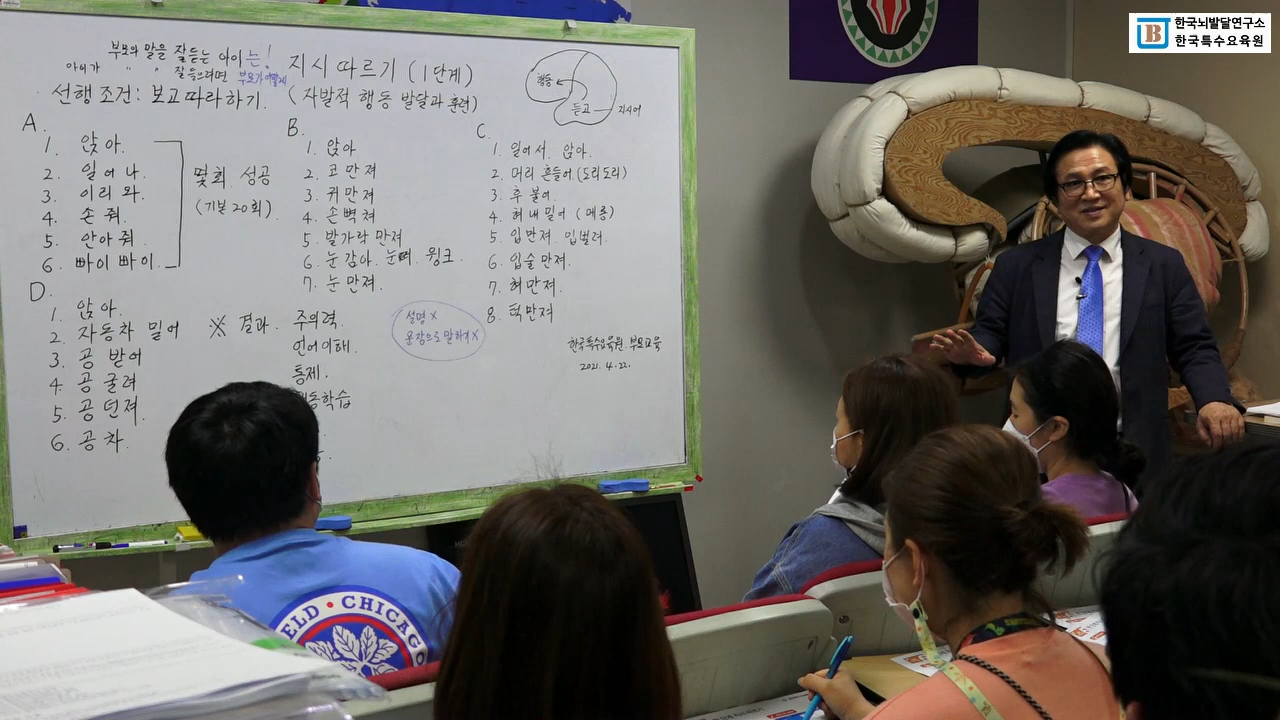 부모의 말을 잘 듣는 아이는!
아이가 " " 잘 들으려면 부모가 어떻게
지시 따르기 (1단계)
선행 조건: 보고 따라하기. (자발적 행동 발달과 훈련)
행동
듣고
지시어
A.
1. 앉아.
2. 일어나.
3. 이리 와.
4. 손 줘.
5. 안아 줘.
6. 빠이 빠이.
몇회 성공
(기본 20회)
B.
1. 앉아
2. 코 만져
3. 귀 만져
4. 손뼉 쳐
5. 발가락 만져
6. 눈 감아. 눈 떠. 윙크.
7. 눈 만져.
C.
1. 일어서. 앉아.
2. 머리 흔들어 (도리도리)
3. 후 불어.
4. 혀 내밀어 (메롱)
5. 입 만져. 입 벌려.
6. 입술 만져.
7. 혀 만져.
8. 턱 만져
D.
1. 앉아.
2. 자동차 밀어
3. 공 받어
4. 공 굴려
5. 공 던져.
6. 공 차.
※ 결과. 주의력.
언어이해.
통제.
학습
설명 X
문장으로 말하기 X
한국특수요육원. 부모교육
2021. 4. 22.
한국뇌발달연구소
한국특수요육원
B
ELD • CHICAGO